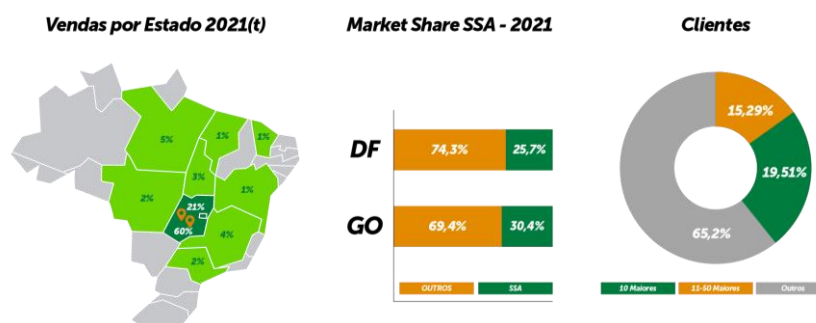 Vendas por Estado 2021(t)
5%
1%
1%
3%
2%
1%
21%
60%
4%
2%
Market Share SSA - 2021
DF
74,3%
25,7%
GO
69,4%
30,4%
OUTROS
SSA
Clientes
15,29%
19,51%
65,2%
10 Maiores
11-50 Maiores
Outros